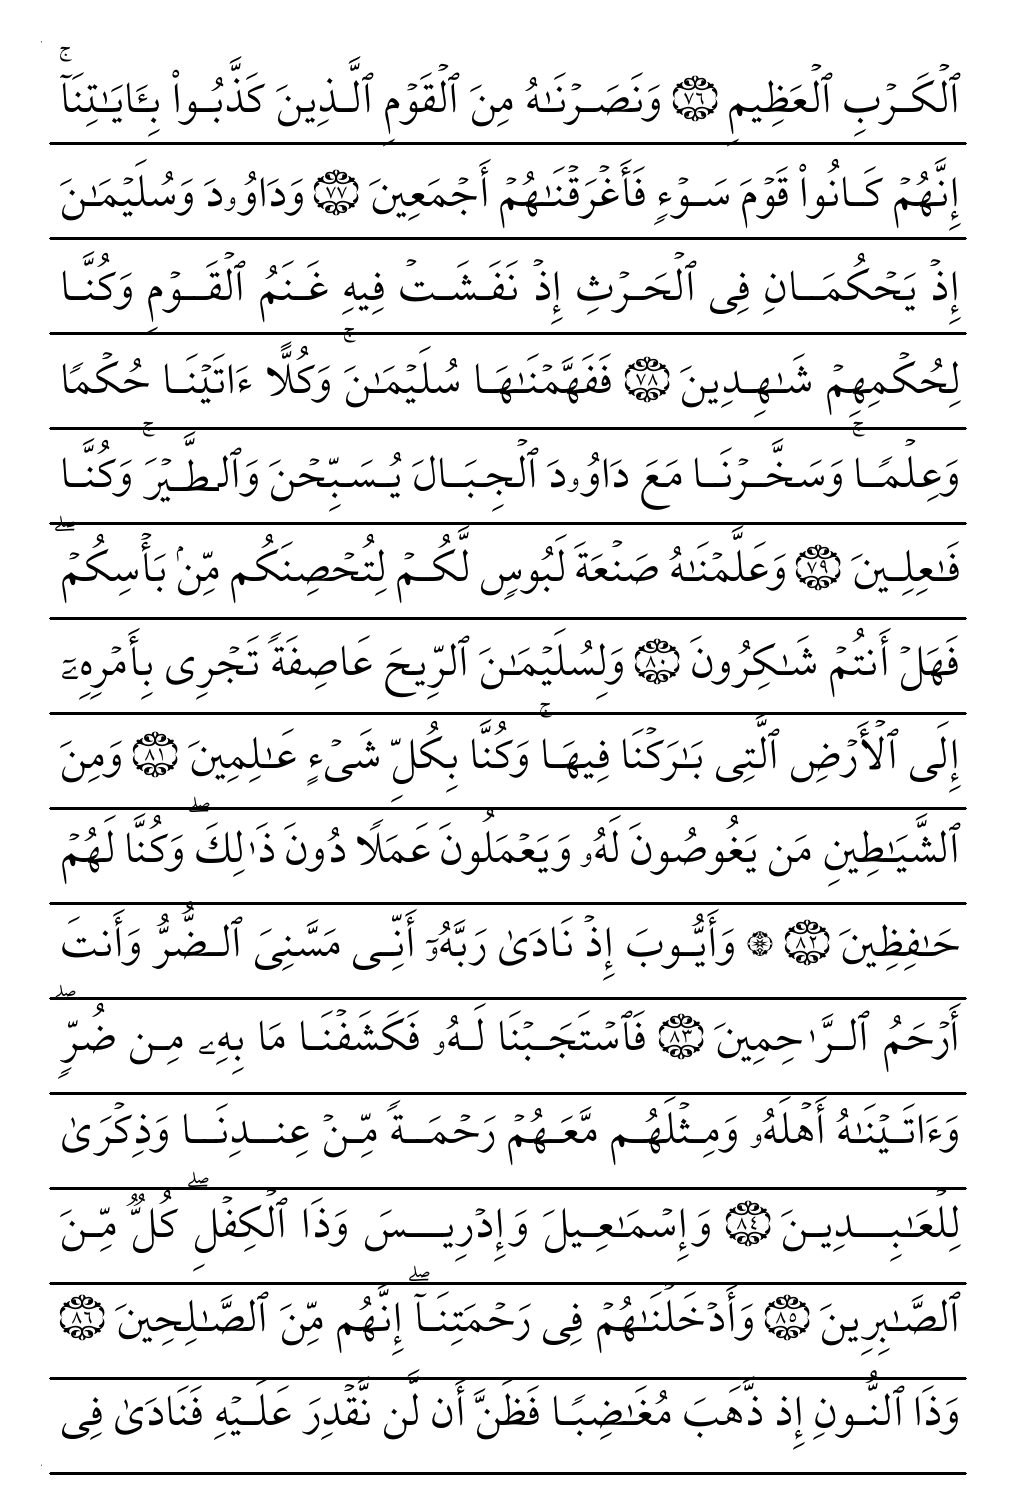 ٱلۡكَرۡبِ ٱلۡعَظِيمِ ٧٦ وَنَصَرۡنَٰهُ مِنَ ٱلۡقَوۡمِ ٱلَّذِينَ كَذَّبُواْ بِـَٔايَٰتِنَآۚ
إِنَّهُمۡ كَانُواْ قَوۡمَ سَوۡءٖ فَأَغۡرَقۡنَٰهُمۡ أَجۡمَعِينَ ٧٧ وَدَاوُۥدَ وَسُلَيۡمَٰنَ
إِذۡ يَحۡكُمَانِ فِي ٱلۡحَرۡثِ إِذۡ نَفَشَتۡ فِيهِ غَنَمُ ٱلۡقَوۡمِ وَكُنَّا
لِحُكۡمِهِمۡ شَٰهِدِينَ ٧٨ فَفَهَّمۡنَٰهَا سُلَيۡمَٰنَۚ وَكُلًّا ءَاتَيۡنَا حُكۡمٗا
وَعِلۡمٗاۚ وَسَخَّرۡنَا مَعَ دَاوُۥدَ ٱلۡجِبَالَ يُسَبِّحۡنَ وَٱلطَّيۡرَۚ وَكُنَّا
فَٰعِلِينَ ٧٩ وَعَلَّمۡنَٰهُ صَنۡعَةَ لَبُوسٖ لَّكُمۡ لِتُحۡصِنَكُم مِّنۢ بَأۡسِكُمۡۖ
فَهَلۡ أَنتُمۡ شَٰكِرُونَ ٨٠ وَلِسُلَيۡمَٰنَ ٱلرِّيحَ عَاصِفَةٗ تَجۡرِي بِأَمۡرِهِۦٓ
إِلَى ٱلۡأَرۡضِ ٱلَّتِي بَٰرَكۡنَا فِيهَاۚ وَكُنَّا بِكُلِّ شَيۡءٍ عَٰلِمِينَ ٨١ وَمِنَ
ٱلشَّيَٰطِينِ مَن يَغُوصُونَ لَهُۥ وَيَعۡمَلُونَ عَمَلٗا دُونَ ذَٰلِكَۖ وَكُنَّا لَهُمۡ
حَٰفِظِينَ ٨٢ ۞ وَأَيُّوبَ إِذۡ نَادَىٰ رَبَّهُۥٓ أَنِّي مَسَّنِيَ ٱلضُّرُّ وَأَنتَ
أَرۡحَمُ ٱلرَّٰحِمِينَ ٨٣ فَٱسۡتَجَبۡنَا لَهُۥ فَكَشَفۡنَا مَا بِهِۦ مِن ضُرّٖۖ
وَءَاتَيۡنَٰهُ أَهۡلَهُۥ وَمِثۡلَهُم مَّعَهُمۡ رَحۡمَةٗ مِّنۡ عِندِنَا وَذِكۡرَىٰ
لِلۡعَٰبِدِينَ ٨٤ وَإِسۡمَٰعِيلَ وَإِدۡرِيسَ وَذَا ٱلۡكِفۡلِۖ كُلّٞ مِّنَ
ٱلصَّٰبِرِينَ ٨٥ وَأَدۡخَلۡنَٰهُمۡ فِي رَحۡمَتِنَآۖ إِنَّهُم مِّنَ ٱلصَّٰلِحِينَ ٨٦
وَذَا ٱلنُّونِ إِذ ذَّهَبَ مُغَٰضِبٗا فَظَنَّ أَن لَّن نَّقۡدِرَ عَلَيۡهِ فَنَادَىٰ فِي